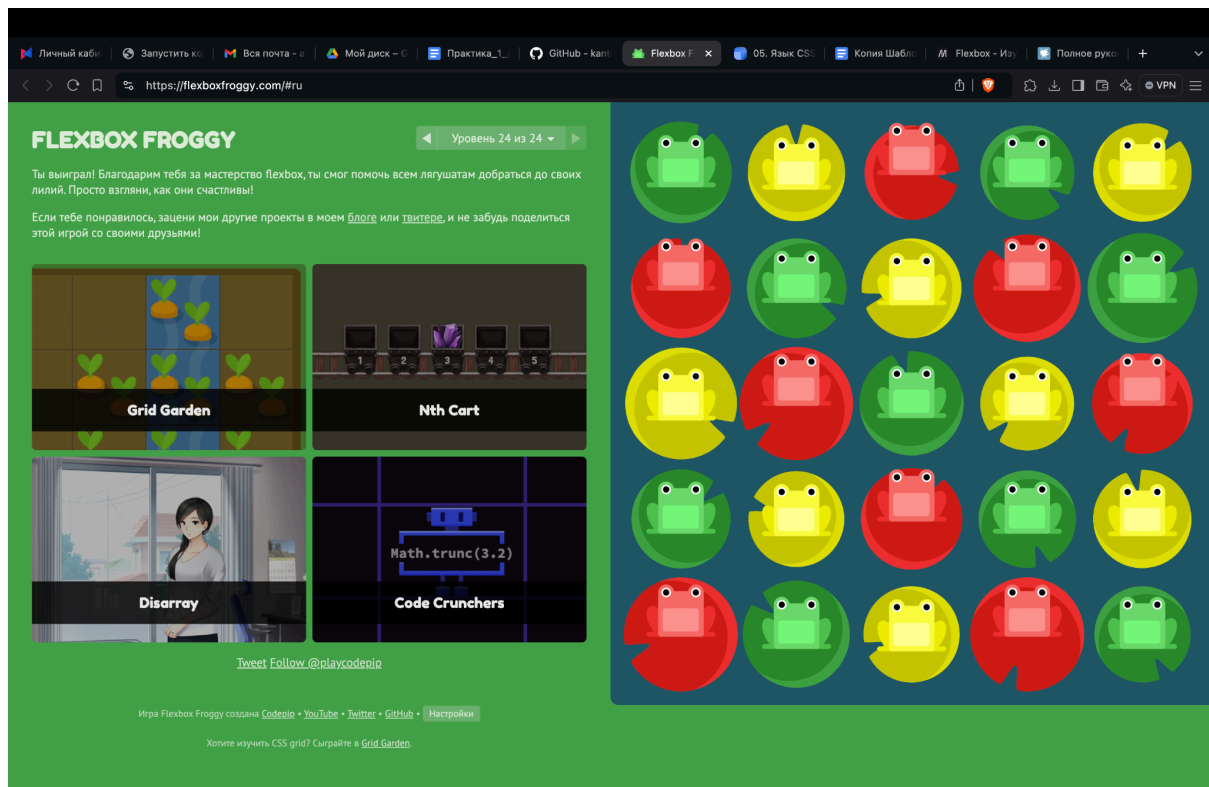 Личный каби
Запустить ко
Вся почта – a
Мой диск – G
Практика_1_
GitHub - kant
Flexbox F
05. Язык CSS
Копия Шабло
Flexbox - Изу
Полное руко
https://flexboxfroggy.com/#ru
VPN
FLEXBOX FROGGY
Уровень 24 из 24
Ты выиграл! Благодарим тебя за мастерство flexbox, ты смог помочь всем лягушатам добраться до своих
лилий. Просто взгляни, как они счастливы!
Если тебе понравилось, зацени мои другие проекты в моем блоге или твитере, и не забудь поделиться
этой игрой со своими друзьями!
1 2 3 4 5
Grid Garden
Nth Cart
Math.trunc(3.2)
Disarray
Code Crunchers
Tweet Follow @playcodepip
Игра Flexbox Froggy создана Codepip • YouTube • Twitter • GitHub • Настройки
Хотите изучить CSS grid? Сыграйте в Grid Garden.